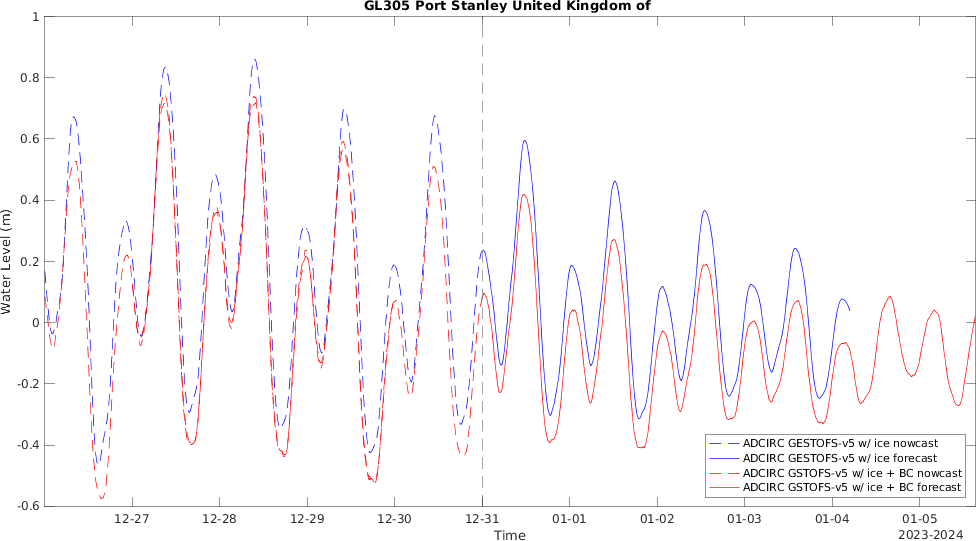 GL305 Port Stanley United Kingdom of
1
0.8
0.6
0.4
0.2
0
-0.2
-0.4
-0.6
Water Level (m)
12-27
12-28
12-29
12-30
12-31
01-01
01-02
01-03
01-04
01-05
Time
2023-2024
ADCIRC GESTOFS-v5 w/ ice nowcast
ADCIRC GESTOFS-v5 w/ ice forecast
ADCIRC GSTOFS-v5 w/ ice + BC nowcast
ADCIRC GSTOFS-v5 w/ ice + BC forecast